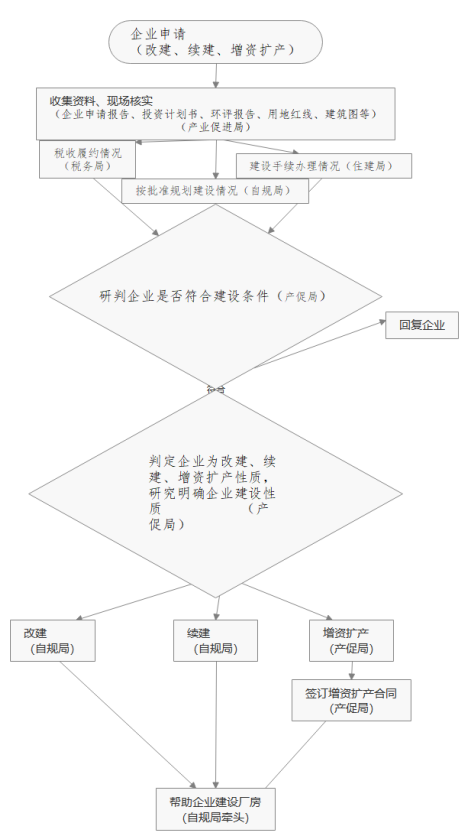 企业申请
（改建、续建、增资扩产）
收集资料、现场核实
（企业申请报告、投资计划书、环评报告、用地红线、建筑图等）
（产业促进局）
税收履约情况
（税务局）
建设手续办理情况（住建局）
按批准规划建设情况（自规局）
研判企业是否符合建设条件（产促局）
回复企业
判定企业为改建、续
建、增资扩产性质，
研究明确企业建设性
质 （产
促局）
改建
（自规局）
续建
（自规局）
增资扩产
（产促局）
签订增资扩产合同
（产促局）
帮助企业建设厂房
（自规局牵头）